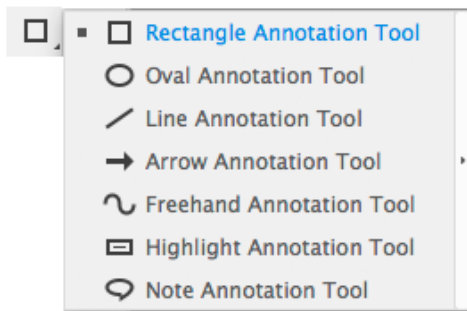 Rectangle Annotation Tool
Oval Annotation Tool
Line Annotation Tool
Arrow Annotation Tool
Freehand Annotation Tool
Highlight Annotation Tool
Note Annotation Tool